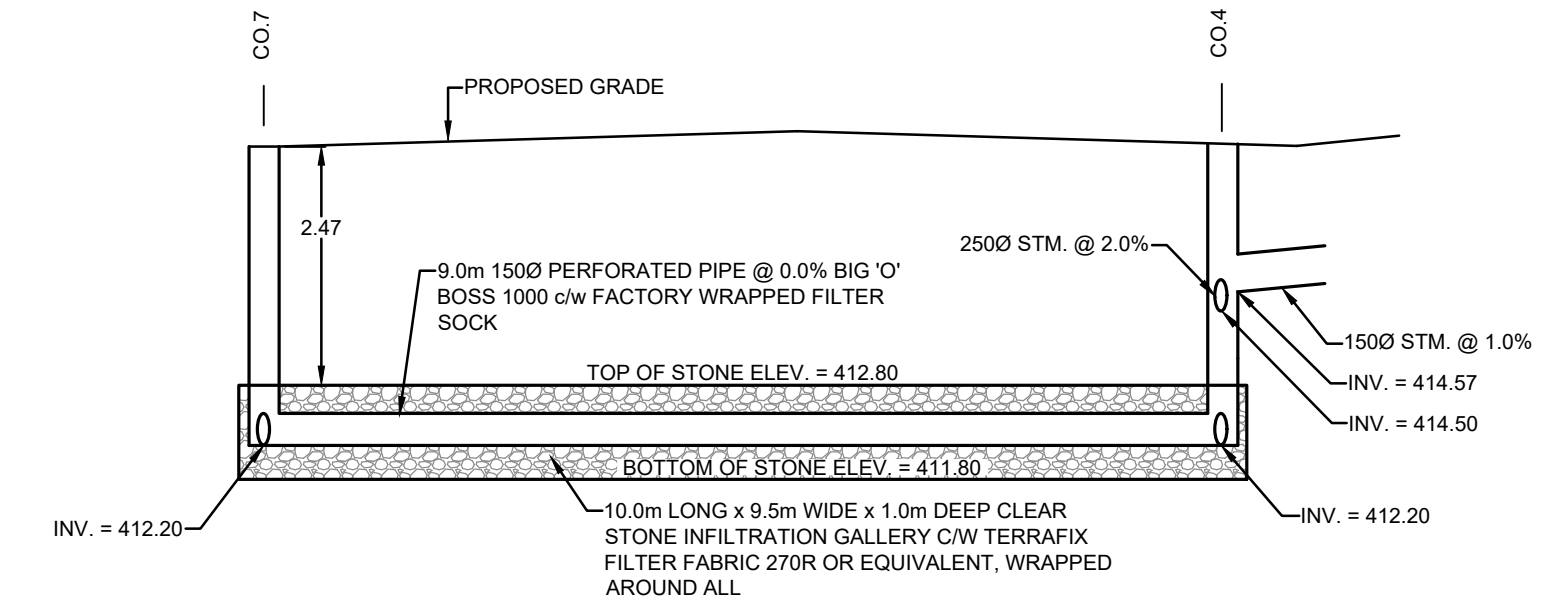 CO.7
CO.4
PROPOSED GRADE
2.47
250Ø STM. @ 2.0%
9.0m 150Ø PERFORATED PIPE @ 0.0% BIG 'O'
BOSS 1000 c/w FACTORY WRAPPED FILTER
SOCK
150Ø STM. @ 1.0%
TOP OF STONE ELEV. = 412.80
INV. = 414.57
INV. = 414.50
BOTTOM OF STONE ELEV. = 411.80
10.0m LONG x 9.5m WIDE x 1.0m DEEP CLEAR
STONE INFILTRATION GALLERY C/W TERRAFIX
FILTER FABRIC 270R OR EQUIVALENT, WRAPPED
AROUND ALL
INV. = 412.20
INV. = 412.20